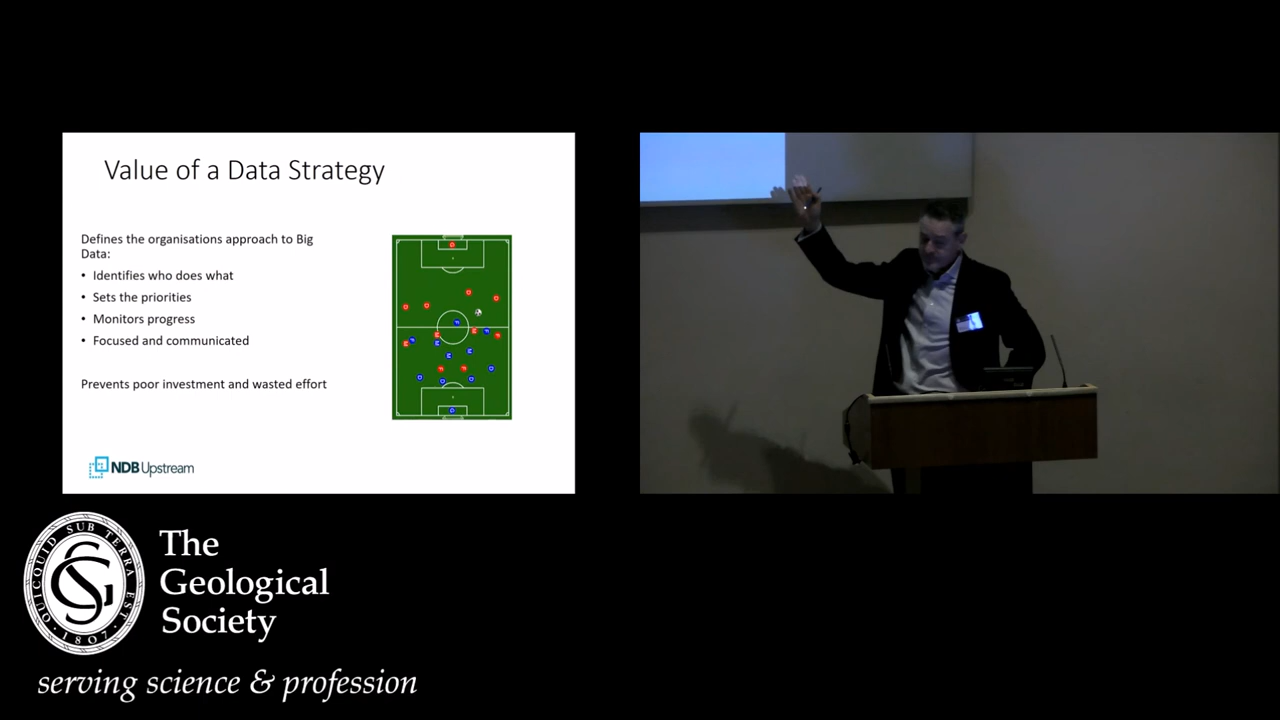 Value of a Data Strategy
Defines the organisations approach to Big
Data:
• Identifies who does what
• Sets the priorities
• Monitors progress
• Focused and communicated
Prevents poor investment and wasted effort
NDB Upstream
QUICQUID SUB TERRA EST
GS
· 1807 ·
The
Geological
Society
serving science & profession